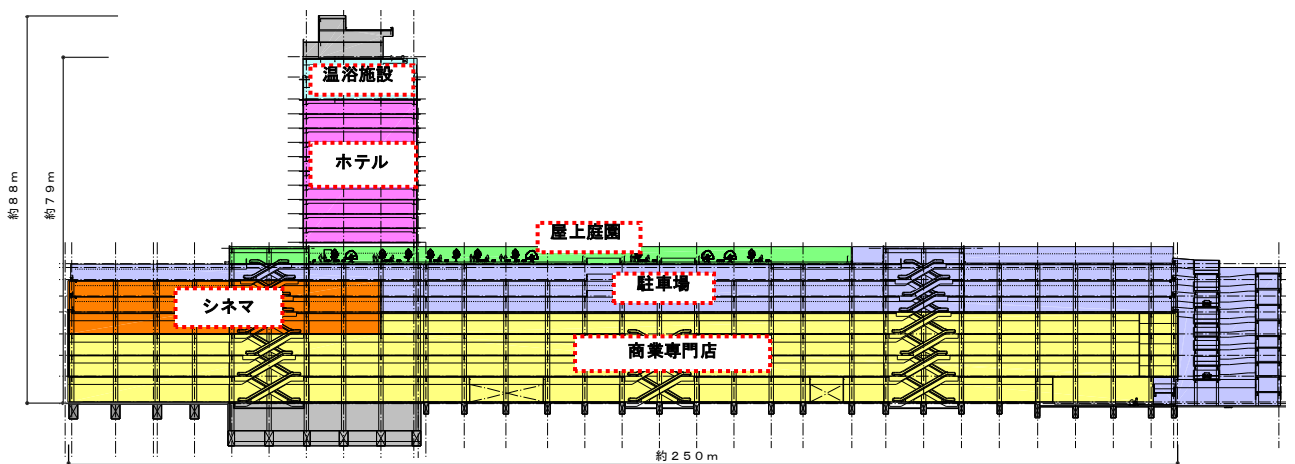 温浴施設
ホテル
約８８ｍ
約７９ｍ
屋上庭園
駐車場
シネマ
商業専門店
約２５０ｍ